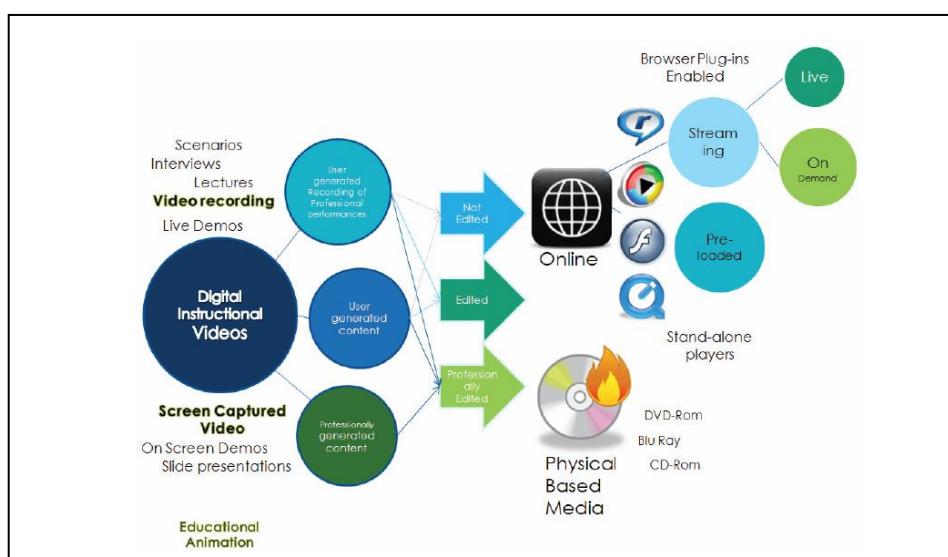 Browser Plug-ins
Enabled
Live
Stream
ing
On
Demand
Scenarios
Interviews
Lectures
Video recording
Live Demos
User
generated
Recording of
Professional
performances
Not
Edited
Online
Pre-
loaded
Digital
Instructional
Videos
User
generated
content
Edited
Stand-alone
players
Profession
ally
Edited
Screen Captured
Video
On Screen Demos
Slide presentations
Professionally
generated
content
DVD-Rom
Blu Ray
CD-Rom
Physical
Based
Media
Educational
Animation